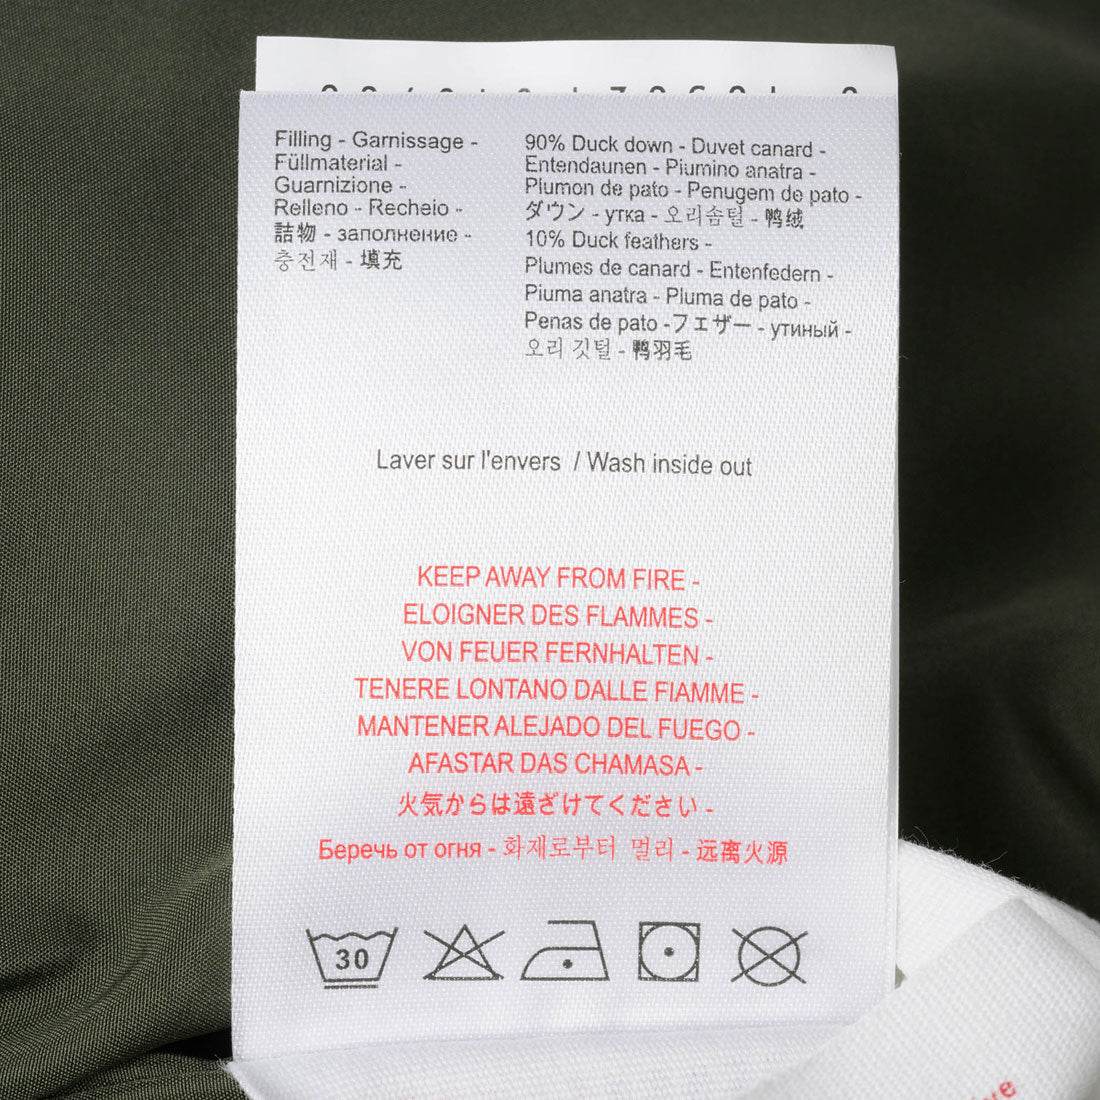 Filling - Garnissage -
Füllmaterial -
Guarnizione -
Relleno - Recheio -
詰物 - заполнение -
충전재 - 填充
90% Duck down - Duvet canard -
Entendaunen - Piumino anatra -
Plumon de pato - Penugem de pato -
ダウン - утка - 오리솜털 - 鸭绒
10% Duck feathers -
Plumes de canard - Entenfedern -
Piuma anatra - Pluma de pato -
Penas de pato -フェザー - утиный -
오리 깃털 - 鸭羽毛
Laver sur l'envers / Wash inside out
KEEP AWAY FROM FIRE -
ELOIGNER DES FLAMMES -
VON FEUER FERNHALTEN -
TENERE LONTANO DALLE FIAMME -
MANTENER ALEJADO DEL FUEGO -
AFASTAR DAS CHAMASA -
火気からは遠ざけてください -
Беречь от огня - 화재로부터 멀리 - 远离火源
30